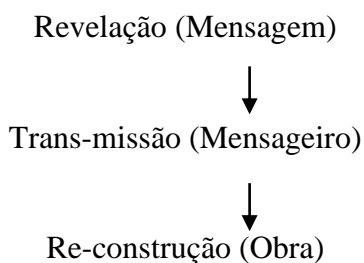 Revelação (Mensagem)
Trans-missão (Mensageiro)
Re-construção (Obra)